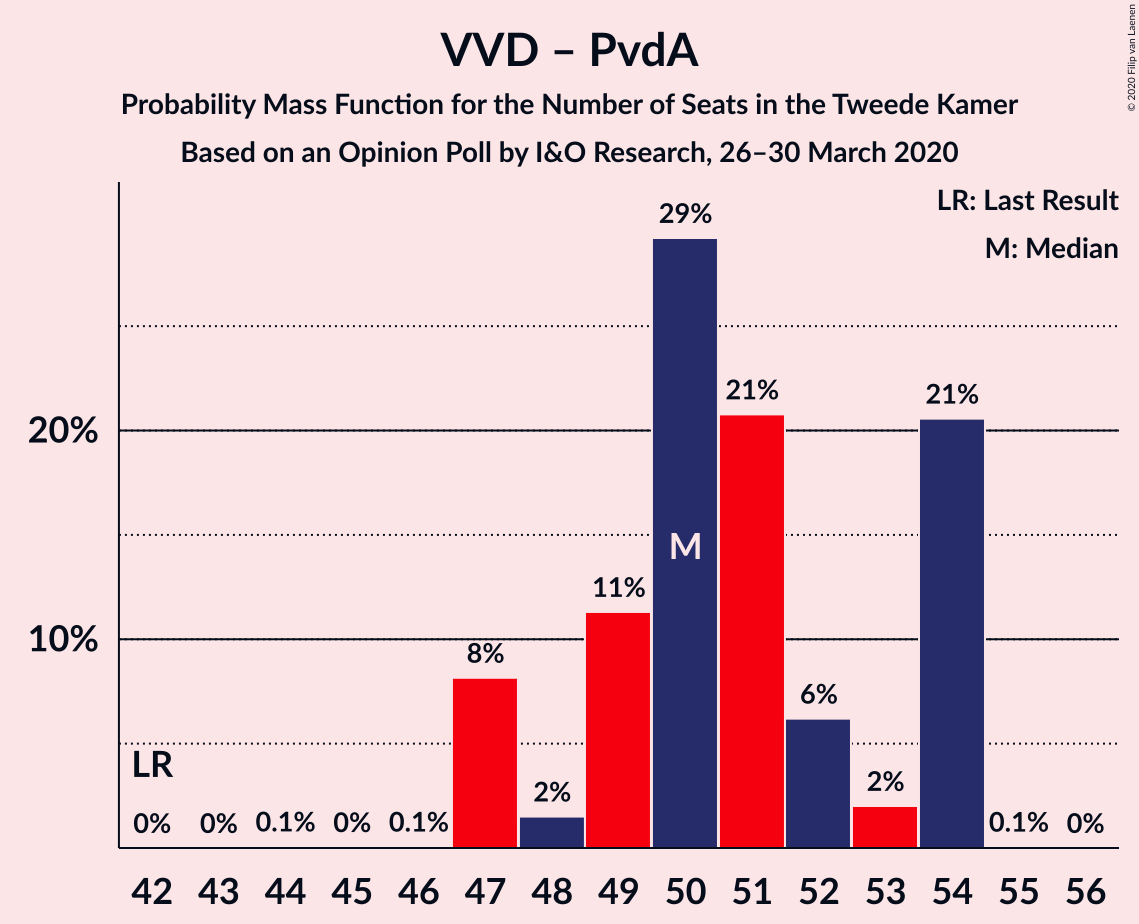 VVD – PvdA
Probability Mass Function for the Number of Seats in the Tweede Kamer
Based on an Opinion Poll by I&O Research, 26–30 March 2020
© 2020 Filip van Laenen
LR: Last Result
M: Median
20%
10%
LR
M
0%
0%
0.1%
0%
0.1%
8%
2%
11%
29%
21%
6%
2%
21%
0.1%
0%
42 43 44 45 46 47 48 49 50 51 52 53 54 55 56